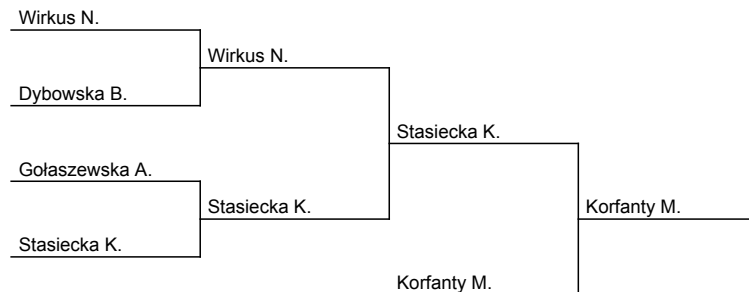 Wirkus N.
Wirkus N.
Dybowska B.
Stasiecka K.
Gołaszewska A.
Stasiecka K.
Korfanty M.
Stasiecka K.
Korfanty M.